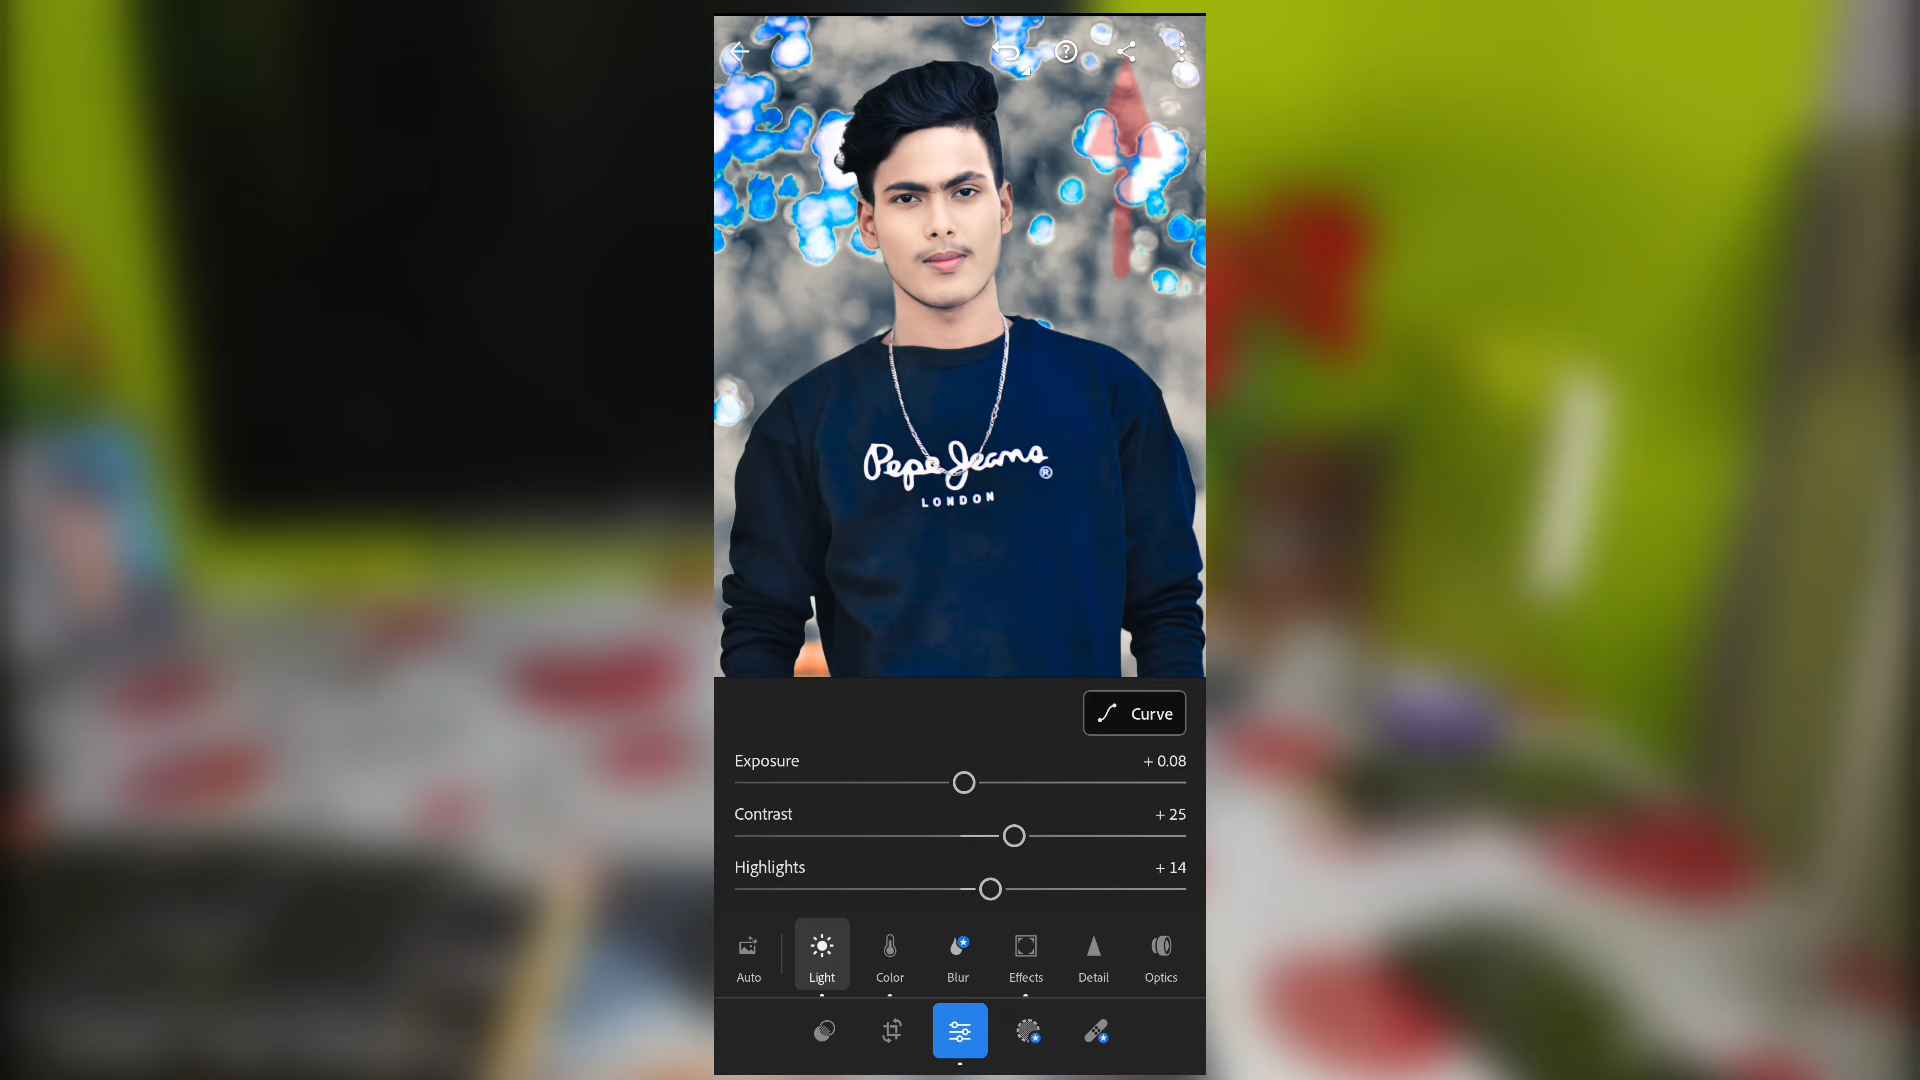 Pepe Jeans®
LONDON
Curve
Exposure + 0.08
Contrast + 25
Highlights + 14
Auto Light Color Blur Effects Detail Optics